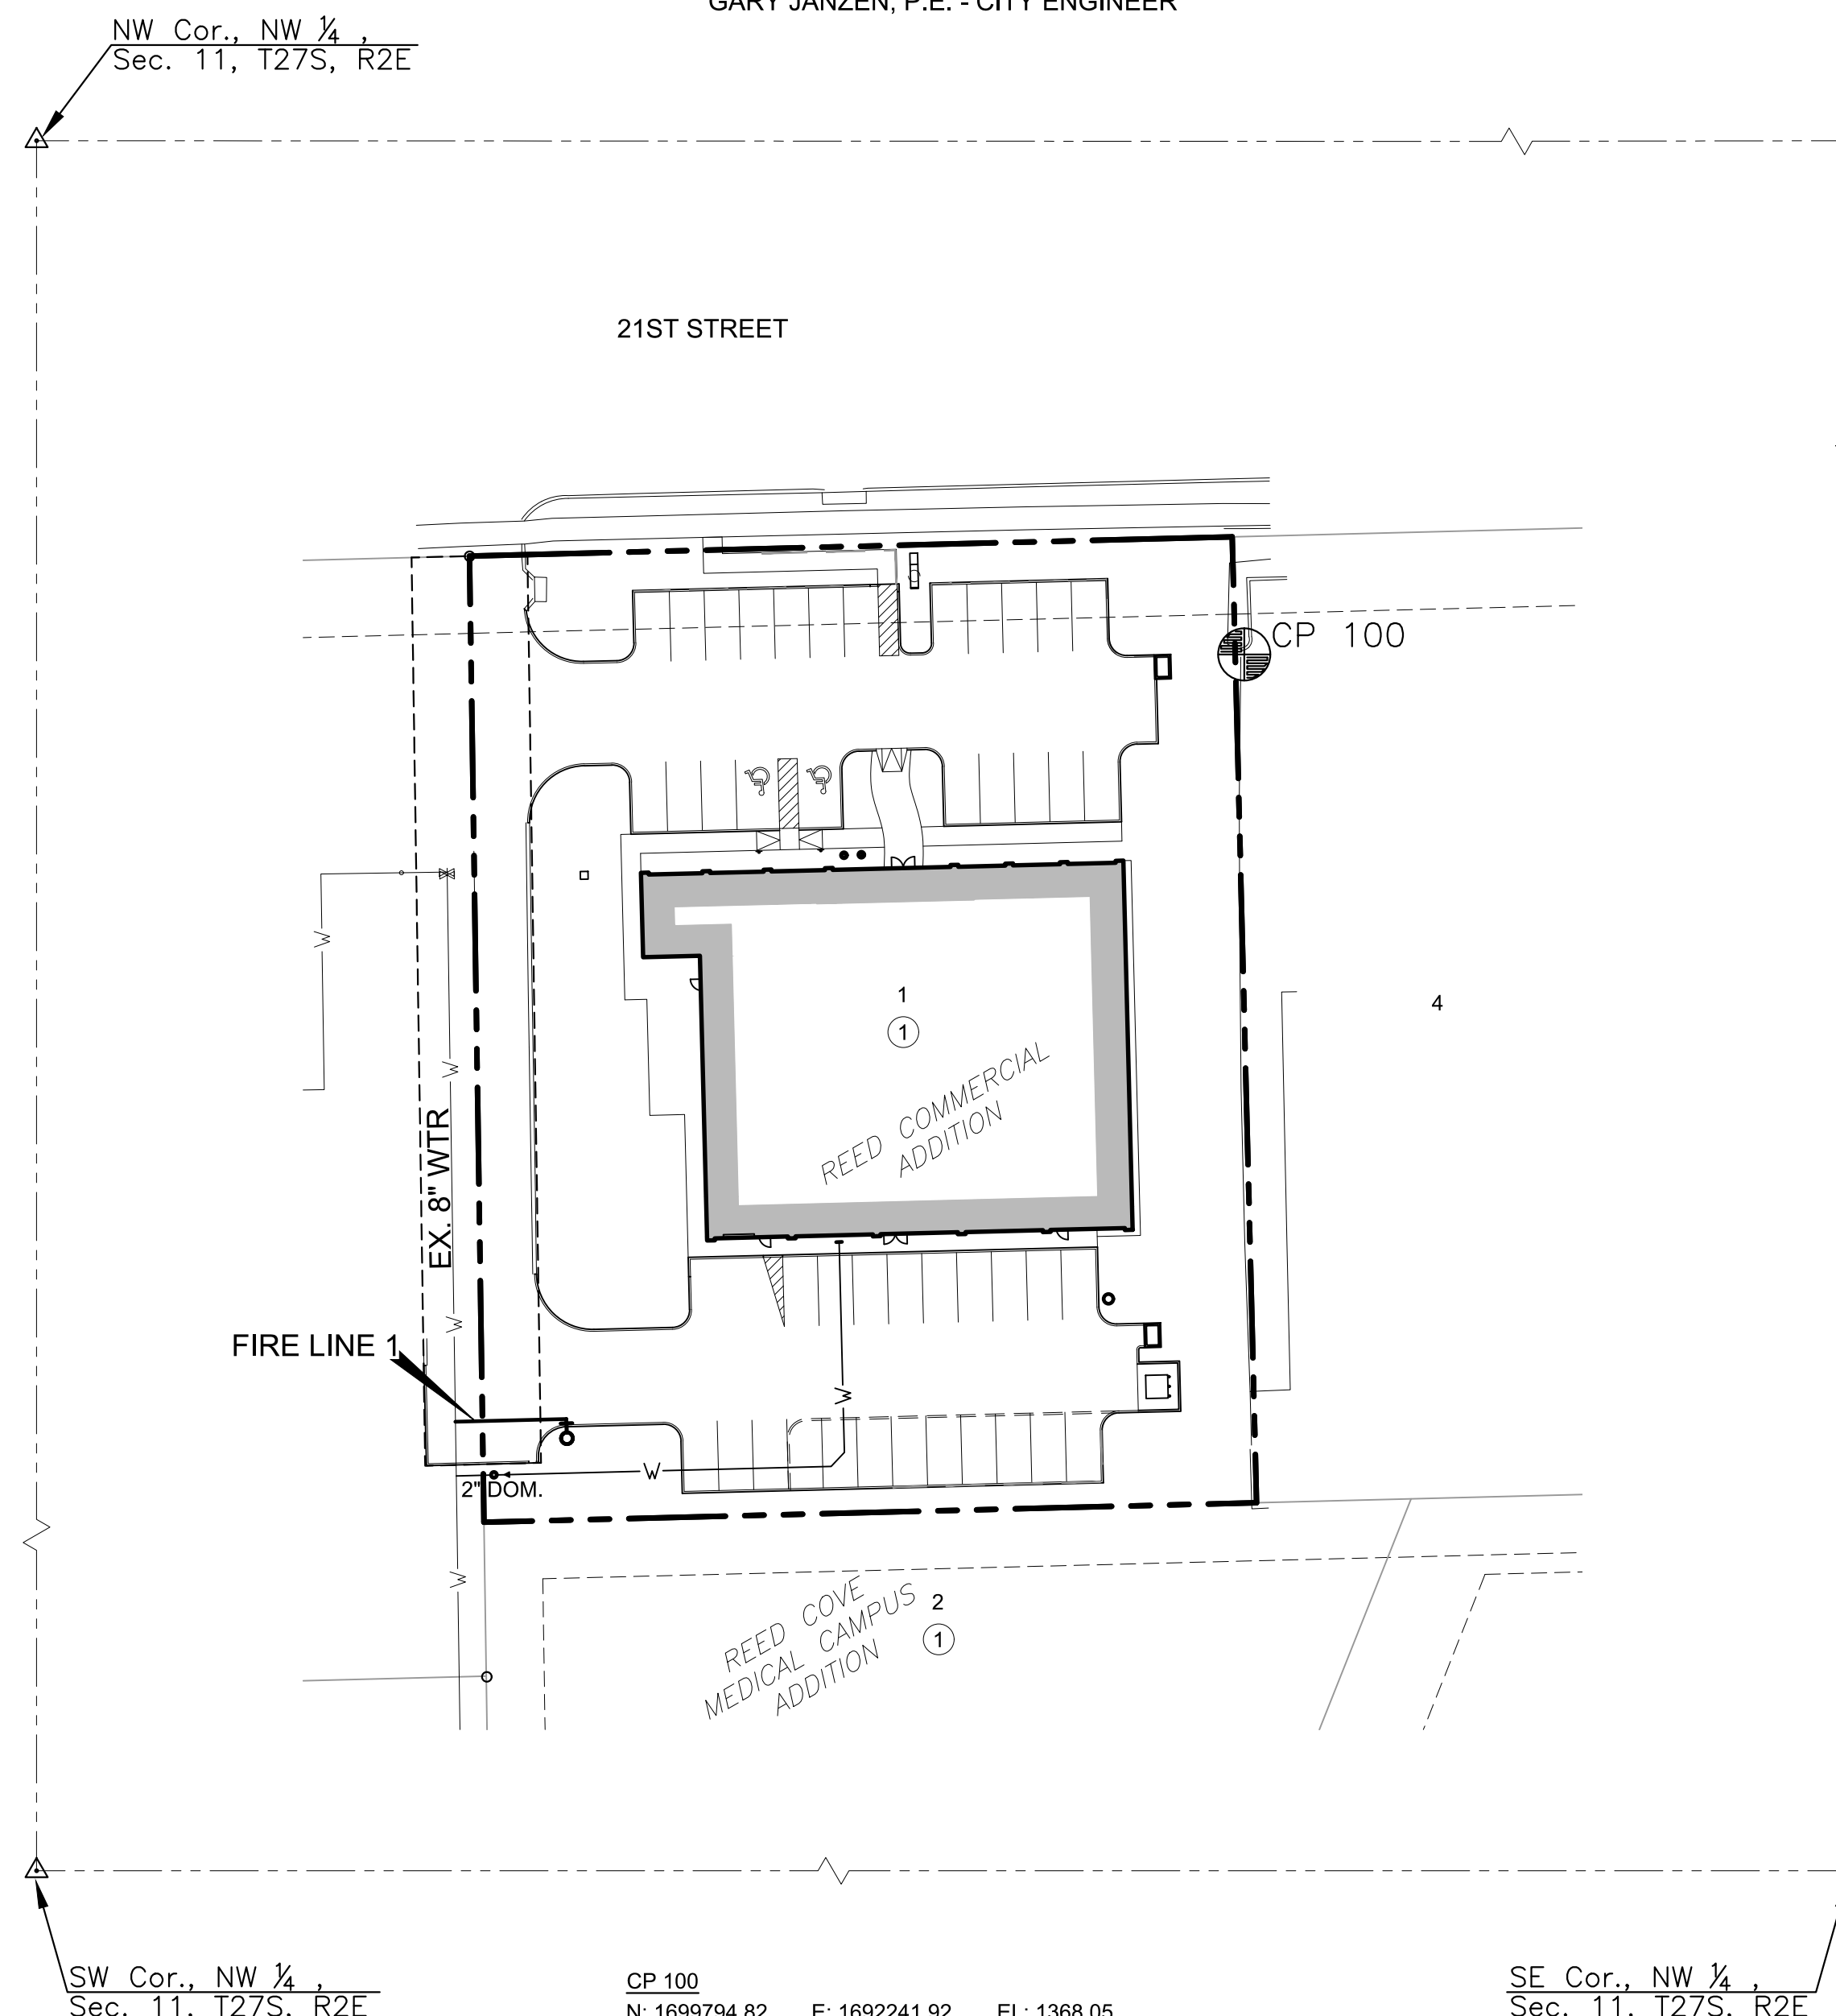 GARY JANZEN, P.E. - CITY ENGINEER
NW Cor., NW ¼ ,
Sec. 11, T27S, R2E
21ST STREET
CP 100
1
1
4
REED COMMERCIAL
ADDITION
W
W
EX. 8" WTR
W
FIRE LINE 1
W
W
2" DOM.
W
REED COVE
MEDICAL CAMPUS
ADDITION
2
1
SW Cor., NW ¼ ,
Sec. 11, T27S, R2E
CP 100
N: 1699794.82 E: 1692241.92 EL: 1368.05
SE Cor., NW ¼ ,
Sec. 11, T27S, R2E